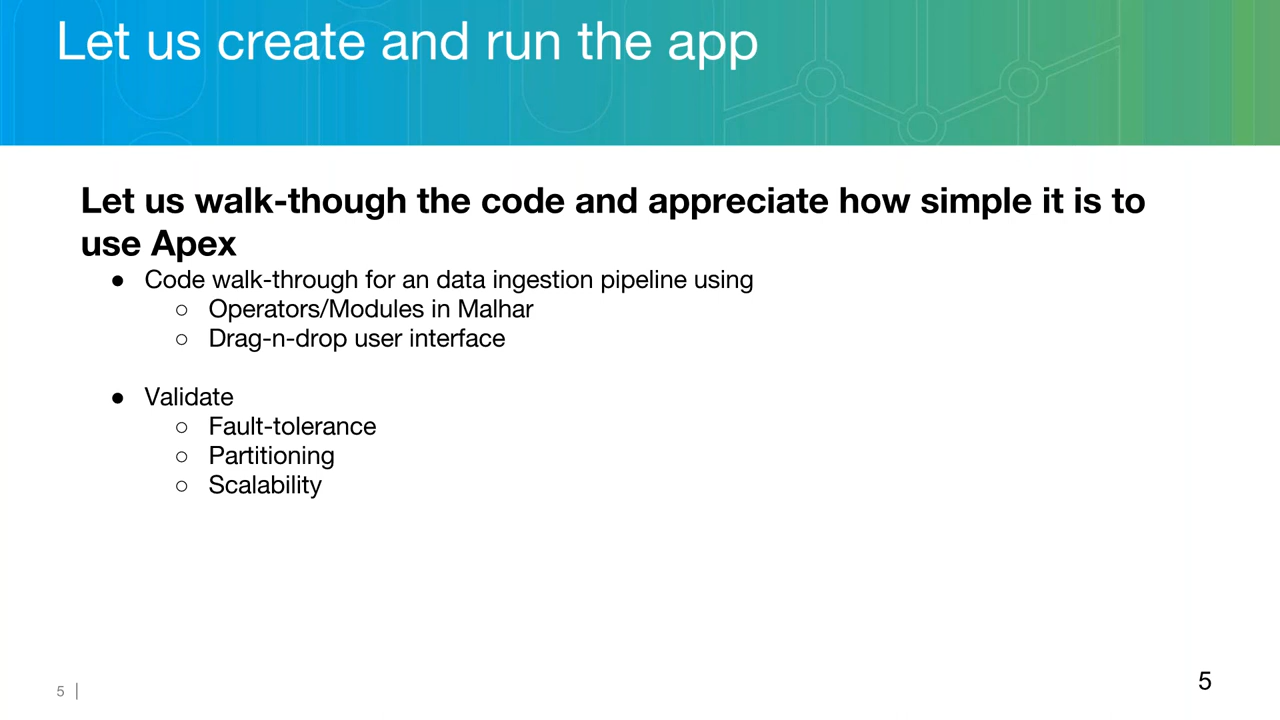 Let us create and run the app
Let us walk-though the code and appreciate how simple it is to
use Apex
● Code walk-through for an data ingestion pipeline using
○ Operators/Modules in Malhar
○ Drag-n-drop user interface
● Validate
○ Fault-tolerance
○ Partitioning
○ Scalability
5 |
5